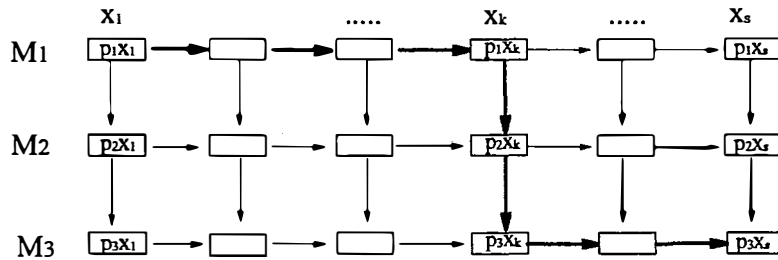 x₁ ..... xₖ ..... xₛ
M1 p₁x₁ p₁xₖ p₁xₛ
M2 p₂x₁ p₂xₖ p₂xₛ
M3 p₃x₁ p₃xₖ p₃xₛ